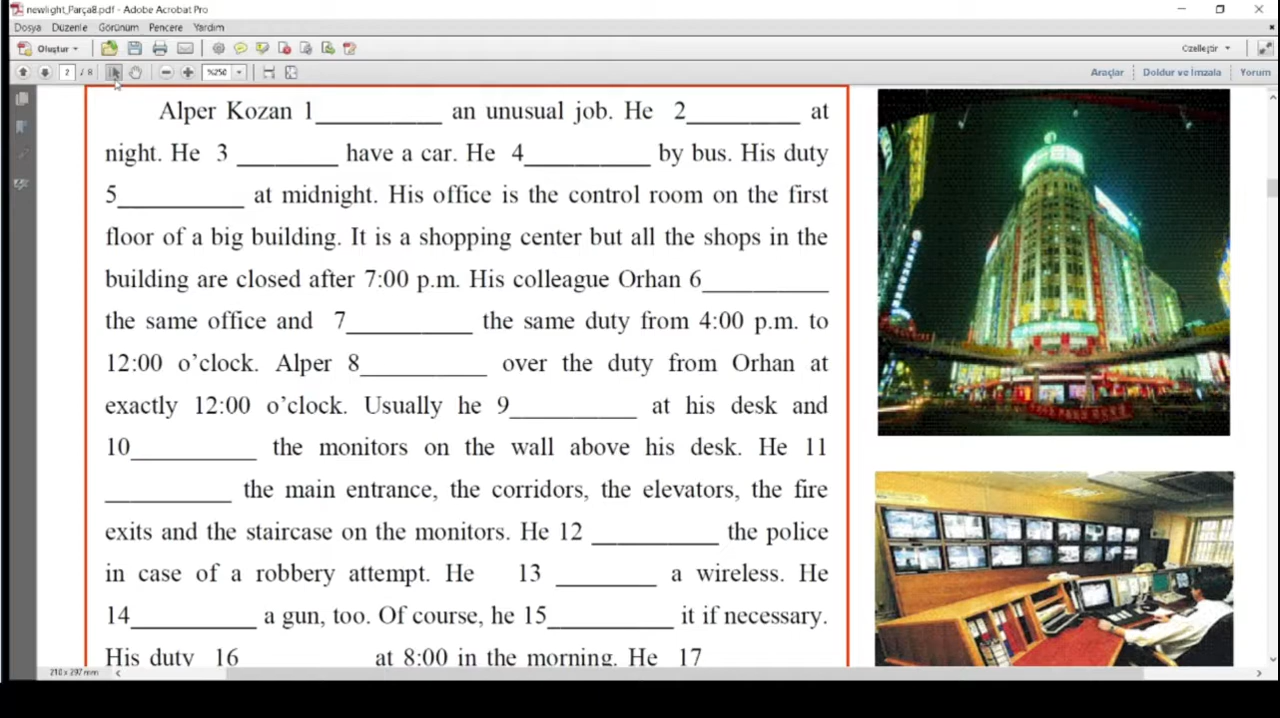 newlight_Parça8.pdf - Adobe Acrobat Pro
Dosya Düzenle Görünüm Pencere Yardım
Oluştur Özelleştir
2 / 8 %250 Araçlar Doldur ve İmzala Yorum
Alper Kozan 1__________ an unusual job. He 2_________ at
night. He 3 ________ have a car. He 4__________ by bus. His duty
5__________ at midnight. His office is the control room on the first
floor of a big building. It is a shopping center but all the shops in the
building are closed after 7:00 p.m. His colleague Orhan 6__________
the same office and 7__________ the same duty from 4:00 p.m. to
12:00 o’clock. Alper 8__________ over the duty from Orhan at
exactly 12:00 o’clock. Usually he 9__________ at his desk and
10__________ the monitors on the wall above his desk. He 11
__________ the main entrance, the corridors, the elevators, the fire
exits and the staircase on the monitors. He 12 __________ the police
in case of a robbery attempt. He 13 ________ a wireless. He
14__________ a gun, too. Of course, he 15__________ it if necessary.
His duty 16 at 8:00 in the morning. He 17
210 x 297 mm